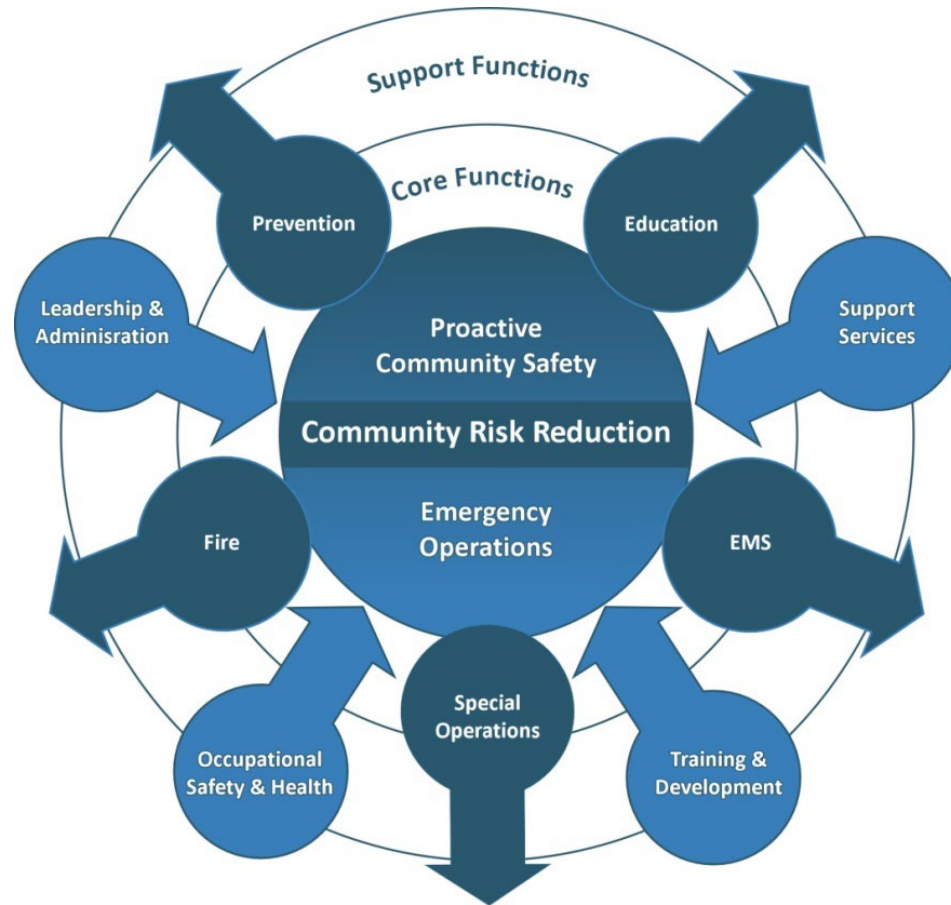 Support Functions
Core Functions
Prevention
Education
Leadership &
Adminisration
Support
Services
Proactive
Community Safety
Community Risk Reduction
Emergency
Operations
Fire
EMS
Special
Operations
Occupational
Safety & Health
Training &
Development